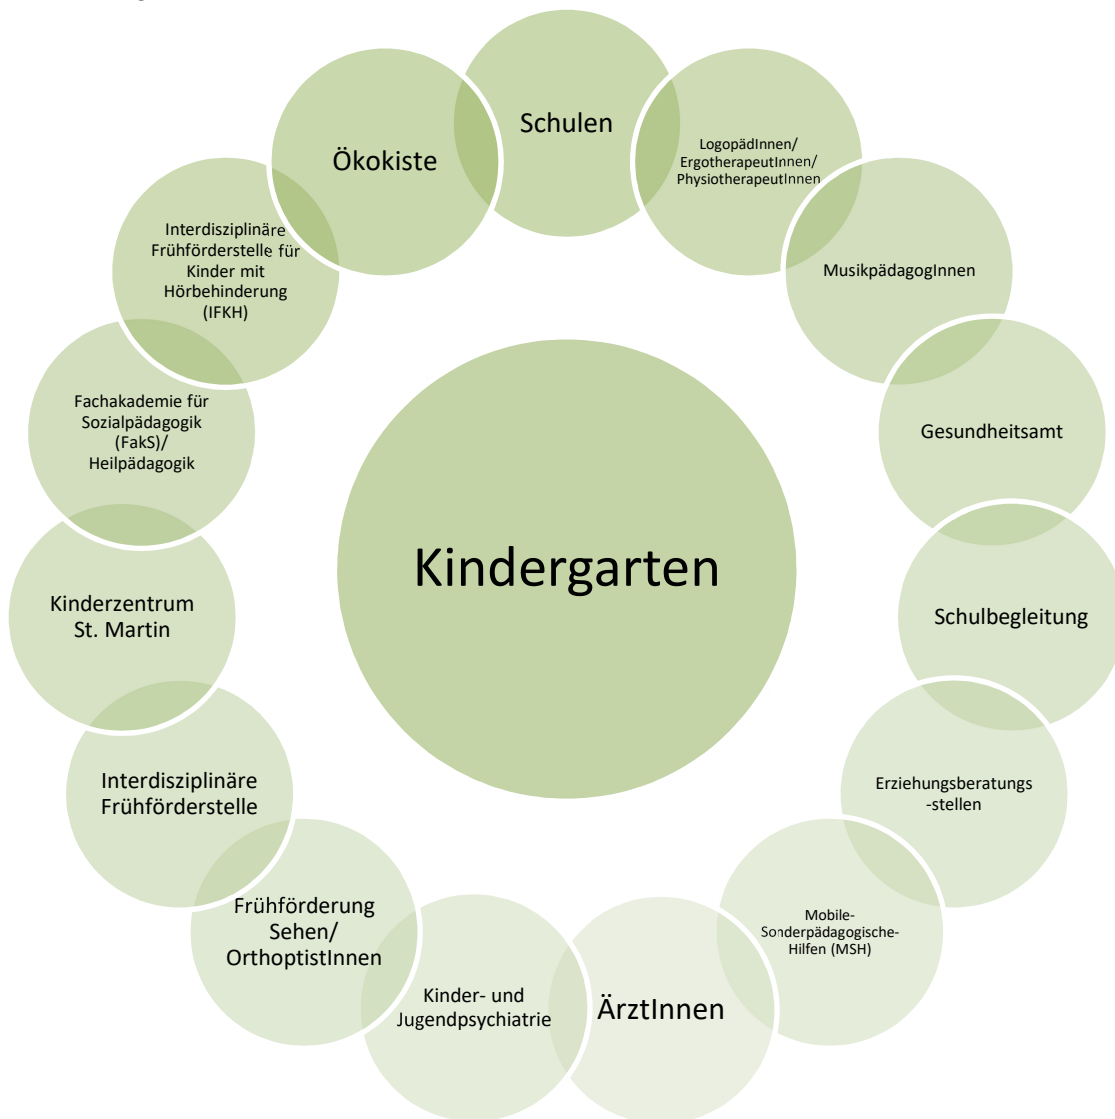 Schulen
LogopädInnen/
ErgotherapeutInnen/
PhysiotherapeutInnen
MusikpädagogInnen
Gesundheitsamt
Schulbegleitung
Erziehungsberatungs
-stellen
Mobile-
Sonderpädagogische-
Hilfen (MSH)
ÄrztInnen
Kinder- und
Jugendpsychiatrie
Frühförderung
Sehen/
OrthoptistInnen
Interdisziplinäre
Frühförderstelle
Kinderzentrum
St. Martin
Fachakademie für
Sozialpädagogik
(FakS)/
Heilpädagogik
Interdisziplinäre
Frühförderstelle für
Kinder mit
Hörbehinderung
(IFKH)
Ökokiste
Kindergarten